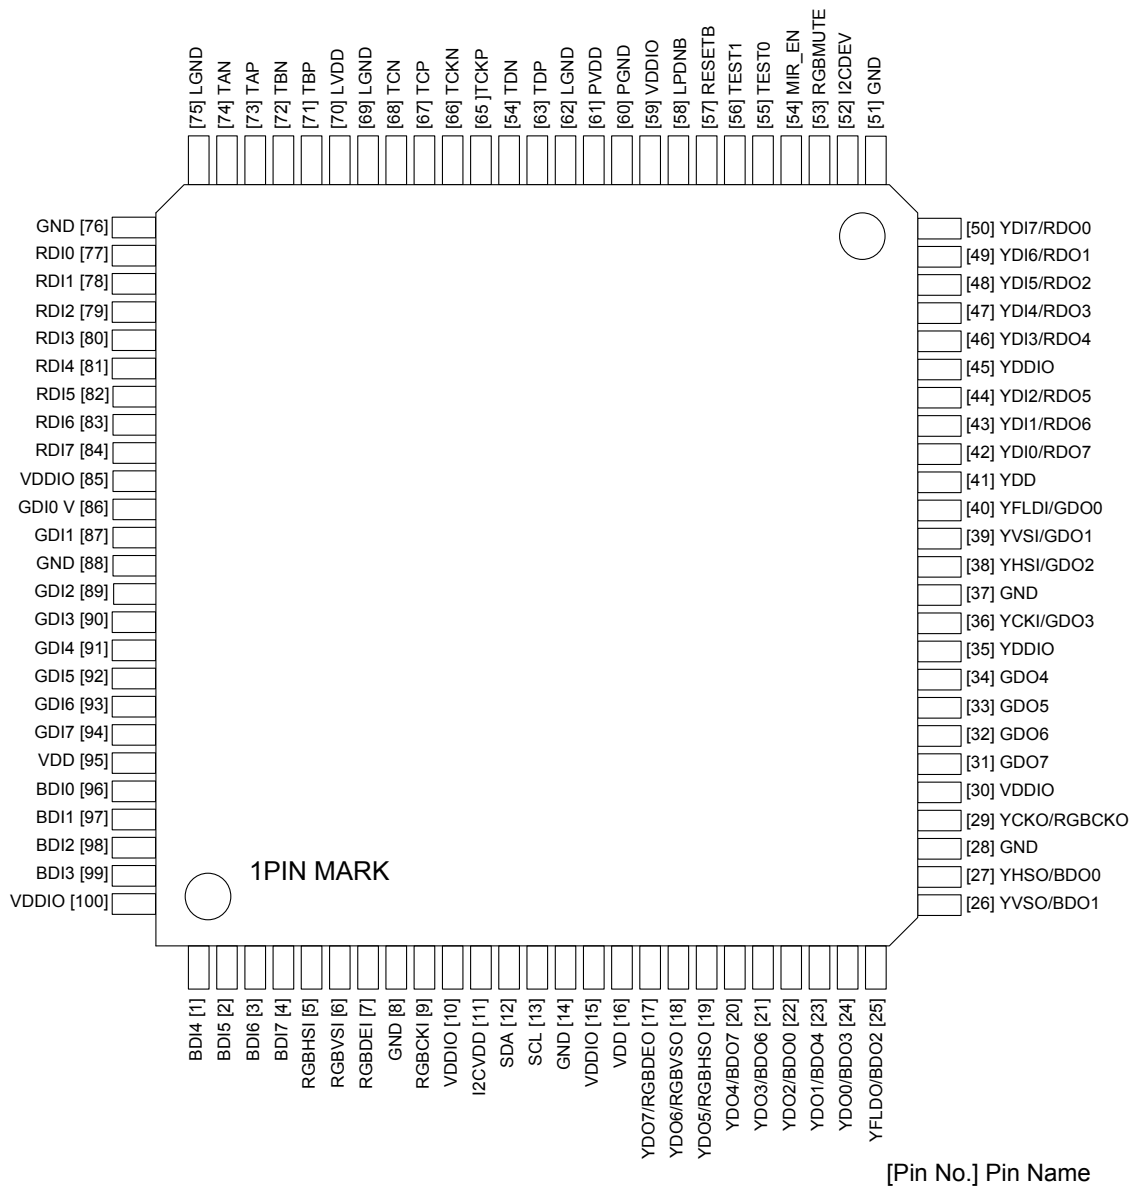 [75] LGND
[74] TAN
[73] TAP
[72] TBN
[71] TBP
[70] LVDD
[69] LGND
[68] TCN
[67] TCP
[66] TCKN
[65 ]TCKP
[54] TDN
[63] TDP
[62] LGND
[61] PVDD
[60] PGND
[59] VDDIO
[58] LPDNB
[57] RESETB
[56] TEST1
[55] TEST0
[54] MIR_EN
[53] RGBMUTE
[52] I2CDEV
[51] GND
GND [76]
RDI0 [77]
RDI1 [78]
RDI2 [79]
RDI3 [80]
RDI4 [81]
RDI5 [82]
RDI6 [83]
RDI7 [84]
VDDIO [85]
GDI0 V [86]
GDI1 [87]
GND [88]
GDI2 [89]
GDI3 [90]
GDI4 [91]
GDI5 [92]
GDI6 [93]
GDI7 [94]
VDD [95]
BDI0 [96]
BDI1 [97]
BDI2 [98]
BDI3 [99]
VDDIO [100]
[50] YDI7/RDO0
[49] YDI6/RDO1
[48] YDI5/RDO2
[47] YDI4/RDO3
[46] YDI3/RDO4
[45] YDDIO
[44] YDI2/RDO5
[43] YDI1/RDO6
[42] YDI0/RDO7
[41] YDD
[40] YFLDI/GDO0
[39] YVSI/GDO1
[38] YHSI/GDO2
[37] GND
[36] YCKI/GDO3
[35] YDDIO
[34] GDO4
[33] GDO5
[32] GDO6
[31] GDO7
[30] VDDIO
[29] YCKO/RGBCKO
[28] GND
[27] YHSO/BDO0
[26] YVSO/BDO1
1PIN MARK
BDI4 [1]
BDI5 [2]
BDI6 [3]
BDI7 [4]
RGBHSI [5]
RGBVSI [6]
RGBDEI [7]
GND [8]
RGBCKI [9]
VDDIO [10]
I2CVDD [11]
SDA [12]
SCL [13]
GND [14]
VDDIO [15]
VDD [16]
YDO7/RGBDEO [17]
YDO6/RGBVSO [18]
YDO5/RGBHSO [19]
YDO4/BDO7 [20]
YDO3/BDO6 [21]
YDO2/BDO0 [22]
YDO1/BDO4 [23]
YDO0/BDO3 [24]
YFLDO/BDO2 [25]
[Pin No.] Pin Name